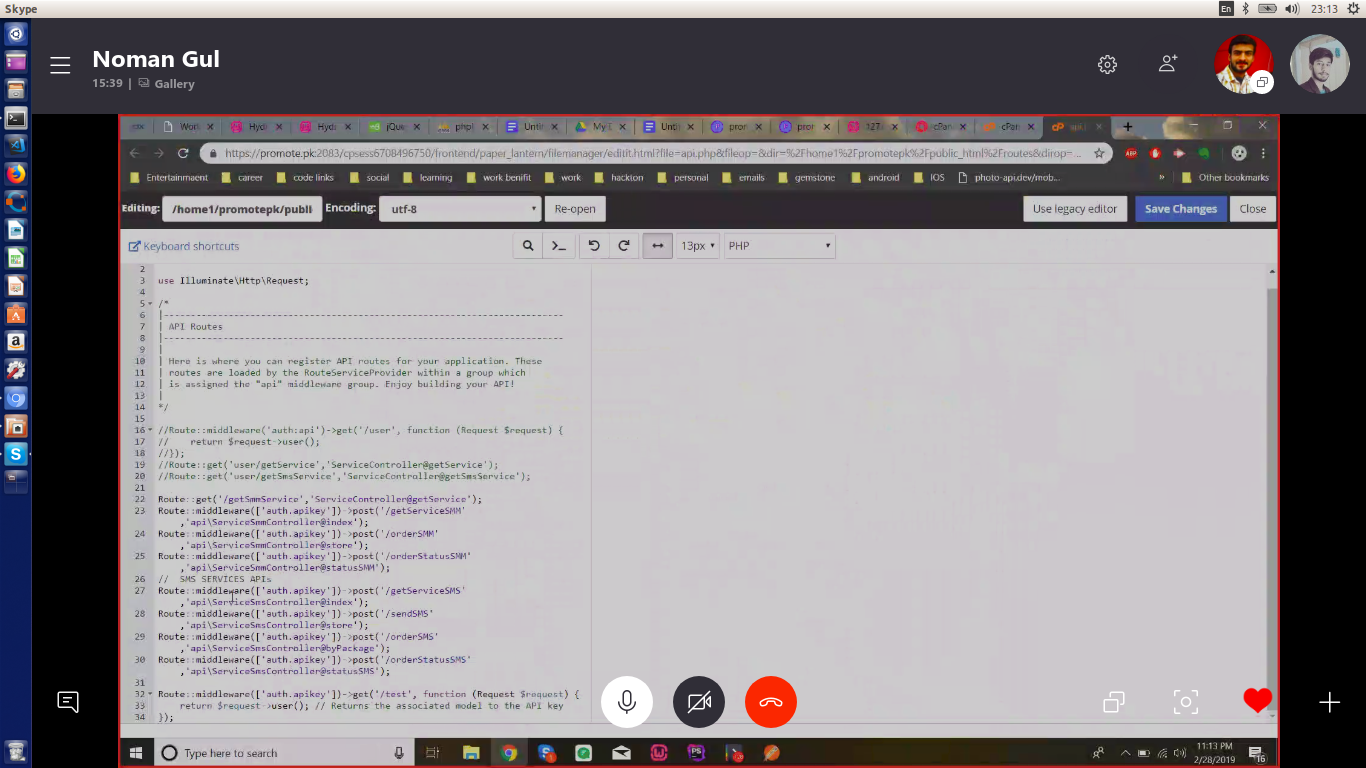 Skype
En
23:13
Noman Gul
15:39 | Gallery
Work
Hydr
Hydr
jQue
php
Untit
My D
Untit
pror
pror
127.
cPan
cPan
https://promote.pk:2083/cpsess6708496750/frontend/paper_lantern/filemanager/editit.html?file=api.php&fileop=&dir=%2Fhome1%2Fpromotepk%2Fpublic_html%2Froutes&dirop=...
ABP
Entertainment career code links social learning work benifit work hackton personal emails gemstone android IOS photo-api.dev/mob... » Other bookmarks
Editing: /home1/promotepk/publi Encoding: utf-8 Re-open Use legacy editor Save Changes Close
Keyboard shortcuts 13px PHP
2
3 use Illuminate\Http\Request;
4
5 /*
6 |--------------------------------------------------------------------------
7 | API Routes
8 |--------------------------------------------------------------------------
9 |
10 | Here is where you can register API routes for your application. These
11 | routes are loaded by the RouteServiceProvider within a group which
12 | is assigned the "api" middleware group. Enjoy building your API!
13 |
14 */
15
16 //Route::middleware('auth:api')->get('/user', function (Request $request) {
17 //    return $request->user();
18 //});
19 //Route::get('user/getService','ServiceController@getService');
20 //Route::get('user/getSmsService','ServiceController@getSmsService');
21
22 Route::get('/getSmmService','ServiceController@getService');
23 Route::middleware(['auth.apikey'])->post('/getServiceSMM'
,'api\ServiceSmmController@index');
24 Route::middleware(['auth.apikey'])->post('/orderSMM'
,'api\ServiceSmmController@store');
25 Route::middleware(['auth.apikey'])->post('/orderStatusSMM'
,'api\ServiceSmmController@statusSMM');
26 //  SMS SERVICES APIs
27 Route::middleware(['auth.apikey'])->post('/getServiceSMS'
,'api\ServiceSmsController@index');
28 Route::middleware(['auth.apikey'])->post('/sendSMS'
,'api\ServiceSmsController@store');
29 Route::middleware(['auth.apikey'])->post('/orderSMS'
,'api\ServiceSmsController@byPackage');
30 Route::middleware(['auth.apikey'])->post('/orderStatusSMS'
,'api\ServiceSmsController@statusSMS');
31
32 Route::middleware(['auth.apikey'])->get('/test', function (Request $request) {
33    return $request->user(); // Returns the associated model to the API key
34 });
Type here to search
11:13 PM
2/28/2019
16